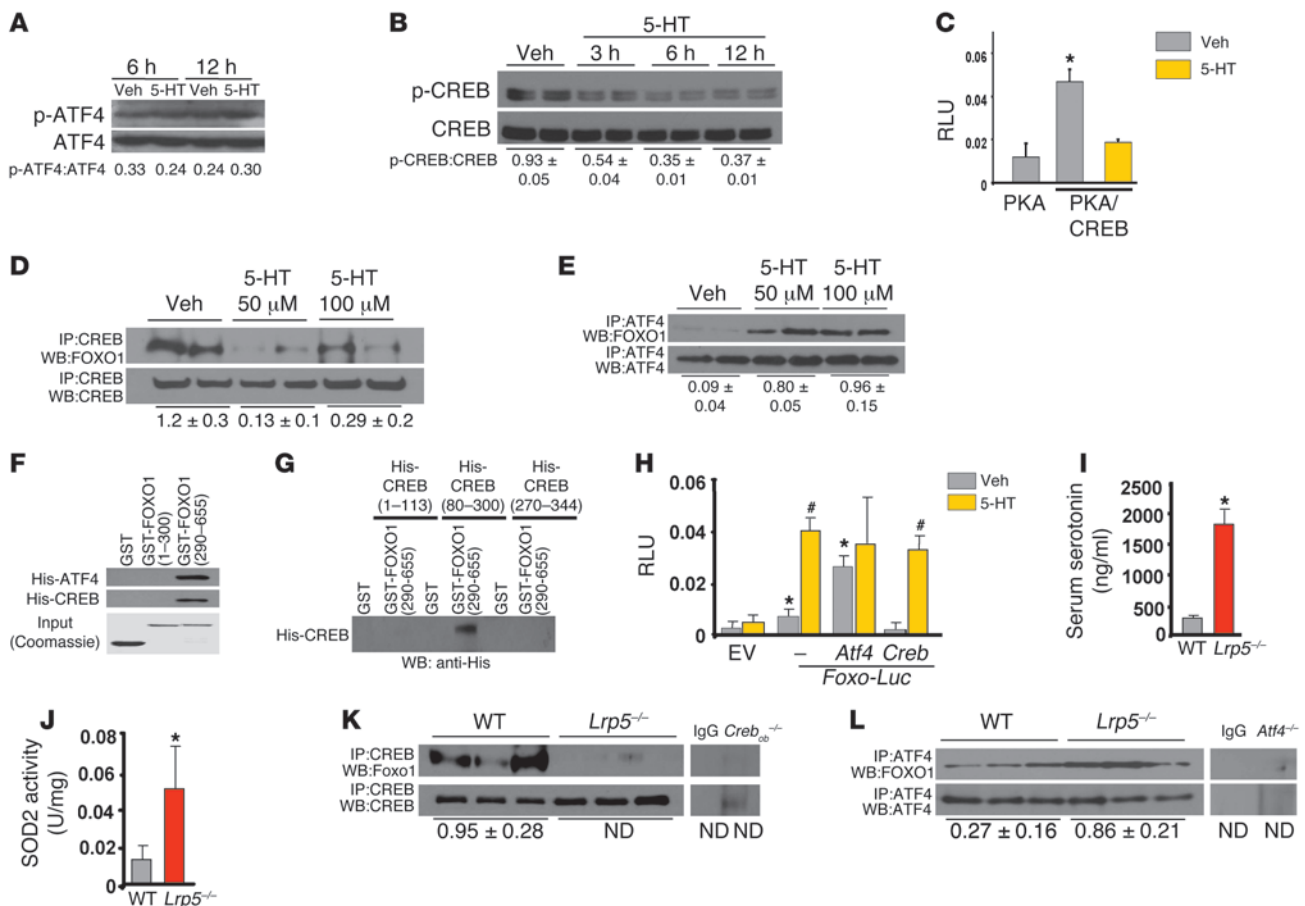 A
6 h 12 h
Veh 5-HT Veh 5-HT
p-ATF4
ATF4
p-ATF4:ATF4 0.33 0.24 0.24 0.30
B
5-HT
Veh 3 h 6 h 12 h
p-CREB
CREB
p-CREB:CREB 0.93 ± 0.54 ± 0.35 ± 0.37 ±
0.05 0.04 0.01 0.01
C
Veh
5-HT
RLU
0.06
0.04
0.02
0
*
PKA PKA/
CREB
D
5-HT 5-HT
Veh 50 μM 100 μM
IP:CREB
WB:FOXO1
IP:CREB
WB:CREB
1.2 ± 0.3 0.13 ± 0.1 0.29 ± 0.2
E
5-HT 5-HT
Veh 50 μM 100 μM
IP:ATF4
WB:FOXO1
IP:ATF4
WB:ATF4
0.09 ± 0.80 ± 0.96 ±
0.04 0.05 0.15
F
GST
GST-FOXO1
(1–300)
GST-FOXO1
(290–655)
His-ATF4
His-CREB
Input
(Coomassie)
G
His- His- His-
CREB CREB CREB
(1–113) (80–300) (270–344)
GST
GST-FOXO1
(290-655)
GST
GST-FOXO1
(290-655)
GST
GST-FOXO1
(290-655)
His-CREB
WB: anti-His
H
Veh
5-HT
RLU
0.06
0.04
0.02
0
* # * #
EV – Atf4 Creb
Foxo-Luc
I
Serum serotonin
(ng/ml)
2500
2000
1500
1000
500
0
*
WT Lrp5–/–
J
SOD2 activity
(U/mg)
0.08
0.06
0.04
0.02
0
*
WT Lrp5–/–
K
WT Lrp5–/– IgG Crebob–/–
IP:CREB
WB:Foxo1
IP:CREB
WB:CREB
0.95 ± 0.28 ND ND ND
L
WT Lrp5–/– IgG Atf4–/–
IP:ATF4
WB:FOXO1
IP:ATF4
WB:ATF4
0.27 ± 0.16 0.86 ± 0.21 ND ND